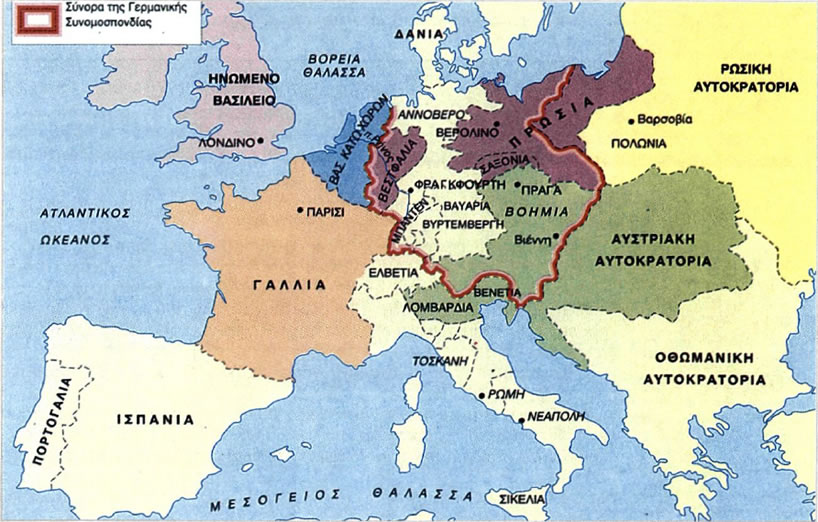 Σύνορα της Γερμανικής
Συνομοσπονδίας
ΔΑΝΙΑ
ΒΟΡΕΙΑ
ΘΑΛΑΣΣΑ
ΗΝΩΜΕΝΟ
ΒΑΣΙΛΕΙΟ
ΛΟΝΔΙΝΟ
ΡΩΣΙΚΗ
ΑΥΤΟΚΡΑΤΟΡΙΑ
Βαρσοβία
ΠΟΛΩΝΙΑ
ΑΝΝΟΒΕΡΟ
ΒΕΡΟΛΙΝΟ
ΠΡΩΣΙΑ
ΒΑΣ ΚΑΤΩ ΧΩΡΩΝ
π. Ρήνος
ΒΕΣΤΦΑΛΙΑ
ΣΑΞΟΝΙΑ
ΦΡΑΓΚΦΟΥΡΤΗ
ΠΡΑΓΑ
ΒΟΗΜΙΑ
ΜΠΑΝΤΕΝ
ΒΑΥΑΡΙΑ
ΒΥΡΤΕΜΒΕΡΓΗ
Βιέννη
ΑΤΛΑΝΤΙΚΟΣ
ΩΚΕΑΝΟΣ
ΠΑΡΙΣΙ
ΓΑΛΛΙΑ
ΕΛΒΕΤΙΑ
ΑΥΣΤΡΙΑΚΗ
ΑΥΤΟΚΡΑΤΟΡΙΑ
ΒΕΝΕΤΙΑ
ΛΟΜΒΑΡΔΙΑ
ΤΟΣΚΑΝΗ
ΟΘΩΜΑΝΙΚΗ
ΑΥΤΟΚΡΑΤΟΡΙΑ
ΡΩΜΗ
ΝΕΑΠΟΛΗ
ΠΟΡΤΟΓΑΛΙΑ
ΙΣΠΑΝΙΑ
ΜΕΣΟΓΕΙΟΣ ΘΑΛΑΣΣΑ
ΣΙΚΕΛΙΑ